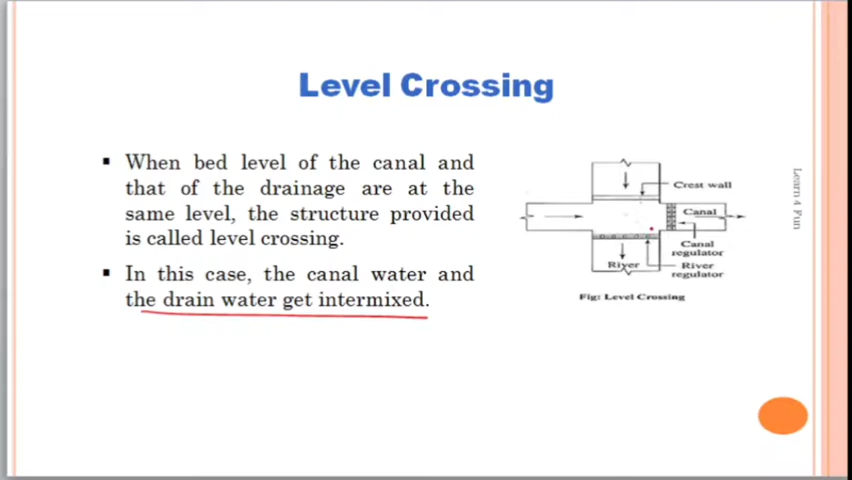 Level Crossing
▪ When bed level of the canal and
that of the drainage are at the
same level, the structure provided
is called level crossing.
▪ In this case, the canal water and
the drain water get intermixed.
Crest wall
Canal
Canal
regulator
River
River
regulator
Fig: Level Crossing
Learn 4 Fun